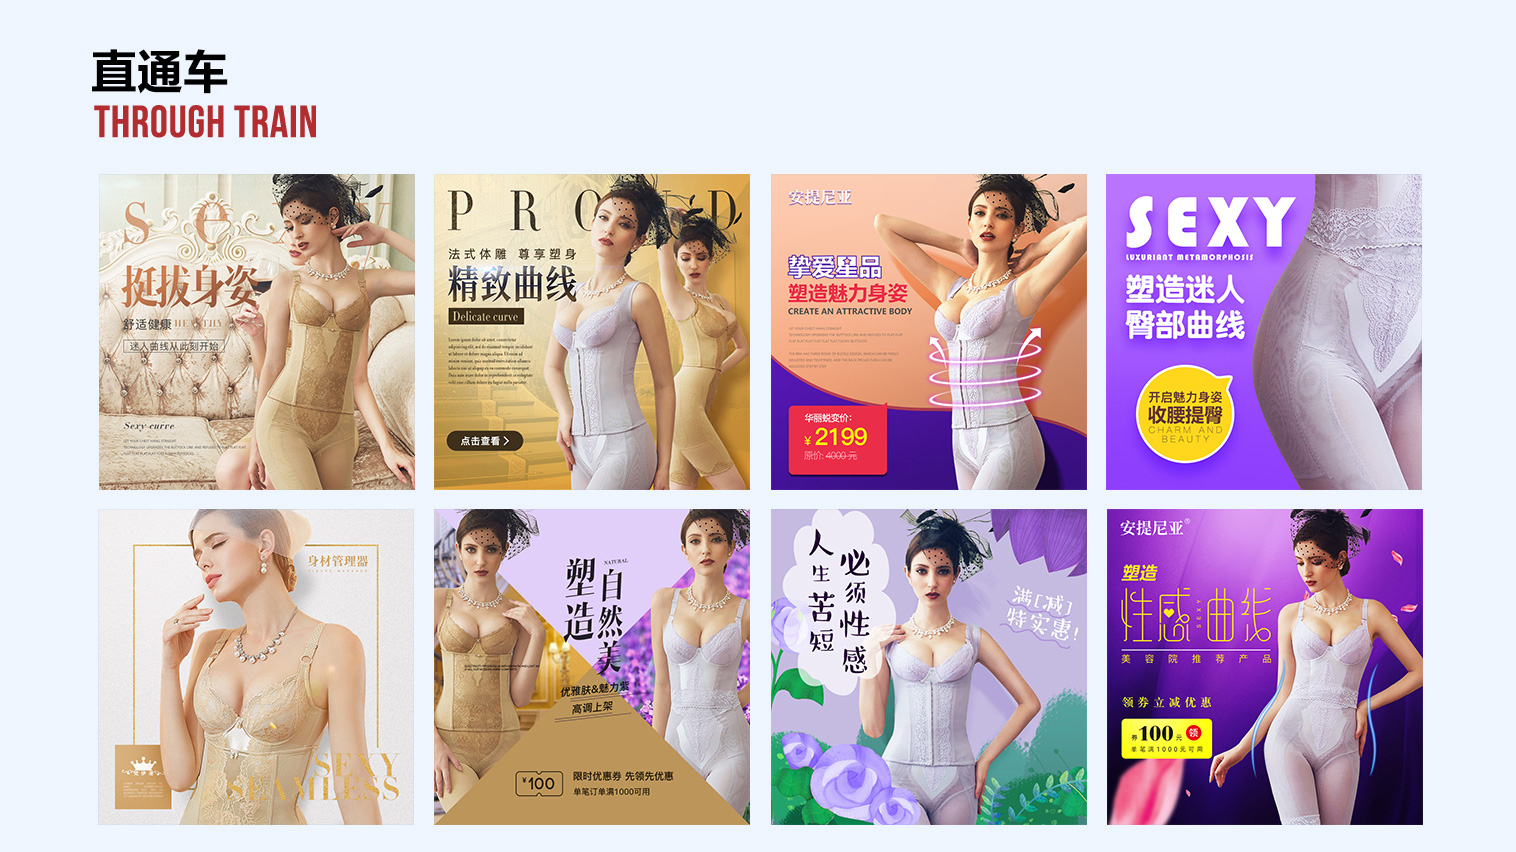 直通车
THROUGH TRAIN
SEXY
挺拔身姿
舒适健康 HEALTHY
迷人曲线从此刻开始
Sexy curve
PROUD
法式体雕 尊享塑身
精致曲线
Delicate curve
点击查看 >
安提尼亚
挚爱星品
塑造魅力身姿
CREATE AN ATTRACTIVE BODY
华丽蜕变价:
¥2199
原价: 4000 元
SEXY
LUXURIANT METAMORPHOSIS
塑造迷人
臀部曲线
开启魅力身姿
收腰提臀
CHARM AND
BEAUTY
身材管理器
SEXY
SEAMLESS
NATURAL
塑造
自然美
优雅肤&魅力紫
高调上架
¥100
限时优惠券 先领先优惠
单笔订单满1000可用
人生苦短
必须性感
满[减]
特实惠!
安提尼亚®
塑造
性感曲线
SEXY
美容院推荐产品
领券立减优惠
券100元 领
单笔满1000元可用